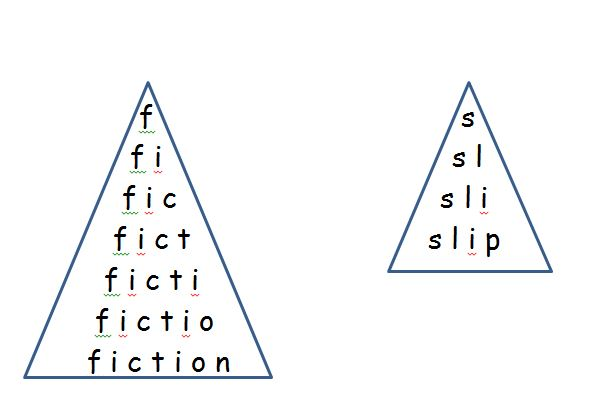 f
f i
f i c
f i c t
f i c t i
f i c t i o
f i c t i o n
s
s l
s l i
s l i p